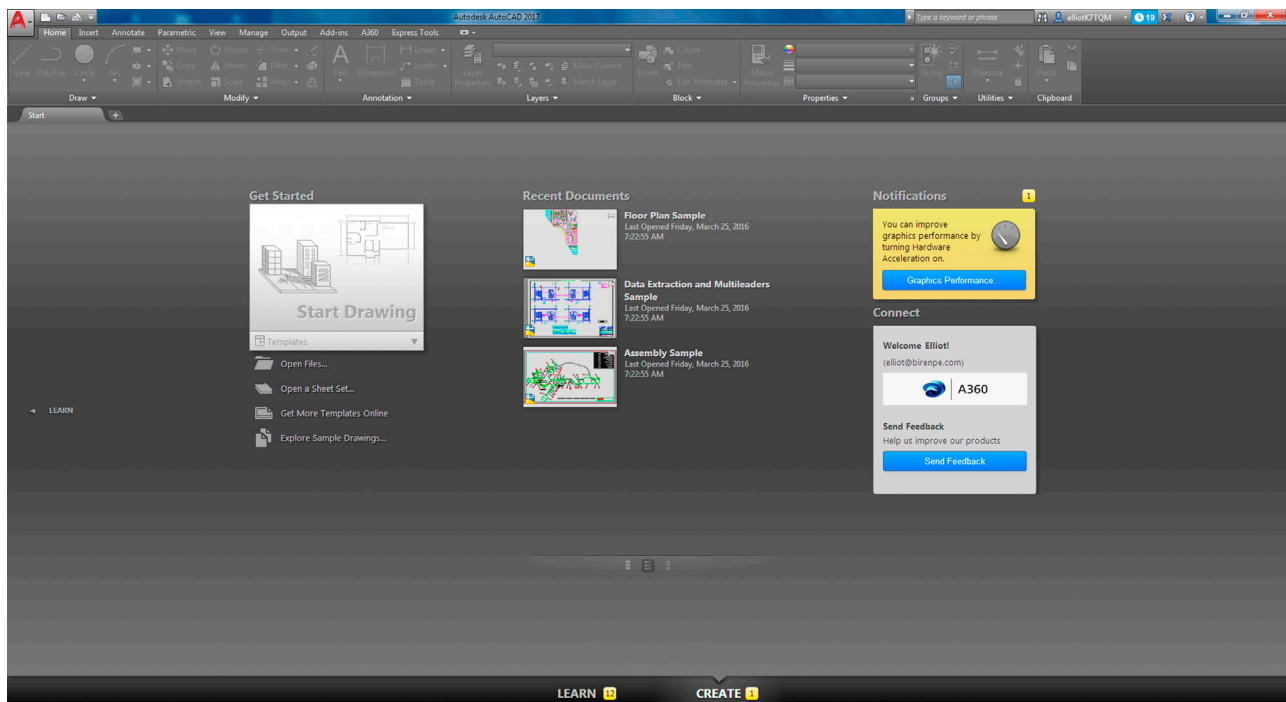 Autodesk AutoCAD 2017
Type a keyword or phrase
elliotK7TQM
19
Home Insert Annotate Parametric View Manage Output Add-ins A360 Express Tools
Line Polyline Circle Arc
Move Rotate Trim
Copy Mirror Fillet
Stretch Scale Array
Text Dimension
Linear
Leader
Table
Layer
Properties
Make Current
Match Layer
Insert
Create
Edit
Edit Attributes
Match
Properties
Group
Measure
Paste
Draw Modify Annotation Layers Block Properties Groups Utilities Clipboard
Start
LEARN
Get Started
Start Drawing
Templates
Open Files...
Open a Sheet Set...
Get More Templates Online
Explore Sample Drawings...
Recent Documents
Floor Plan Sample
Last Opened Friday, March 25, 2016
7:22:55 AM
Data Extraction and Multileaders
Sample
Last Opened Friday, March 25, 2016
7:22:55 AM
Assembly Sample
Last Opened Friday, March 25, 2016
7:22:55 AM
Notifications 1
You can improve
graphics performance by
turning Hardware
Acceleration on.
Graphics Performance...
Connect
Welcome Elliot!
(elliot@birenpe.com)
A360
Send Feedback
Help us improve our products
Send Feedback
LEARN 12 CREATE 1